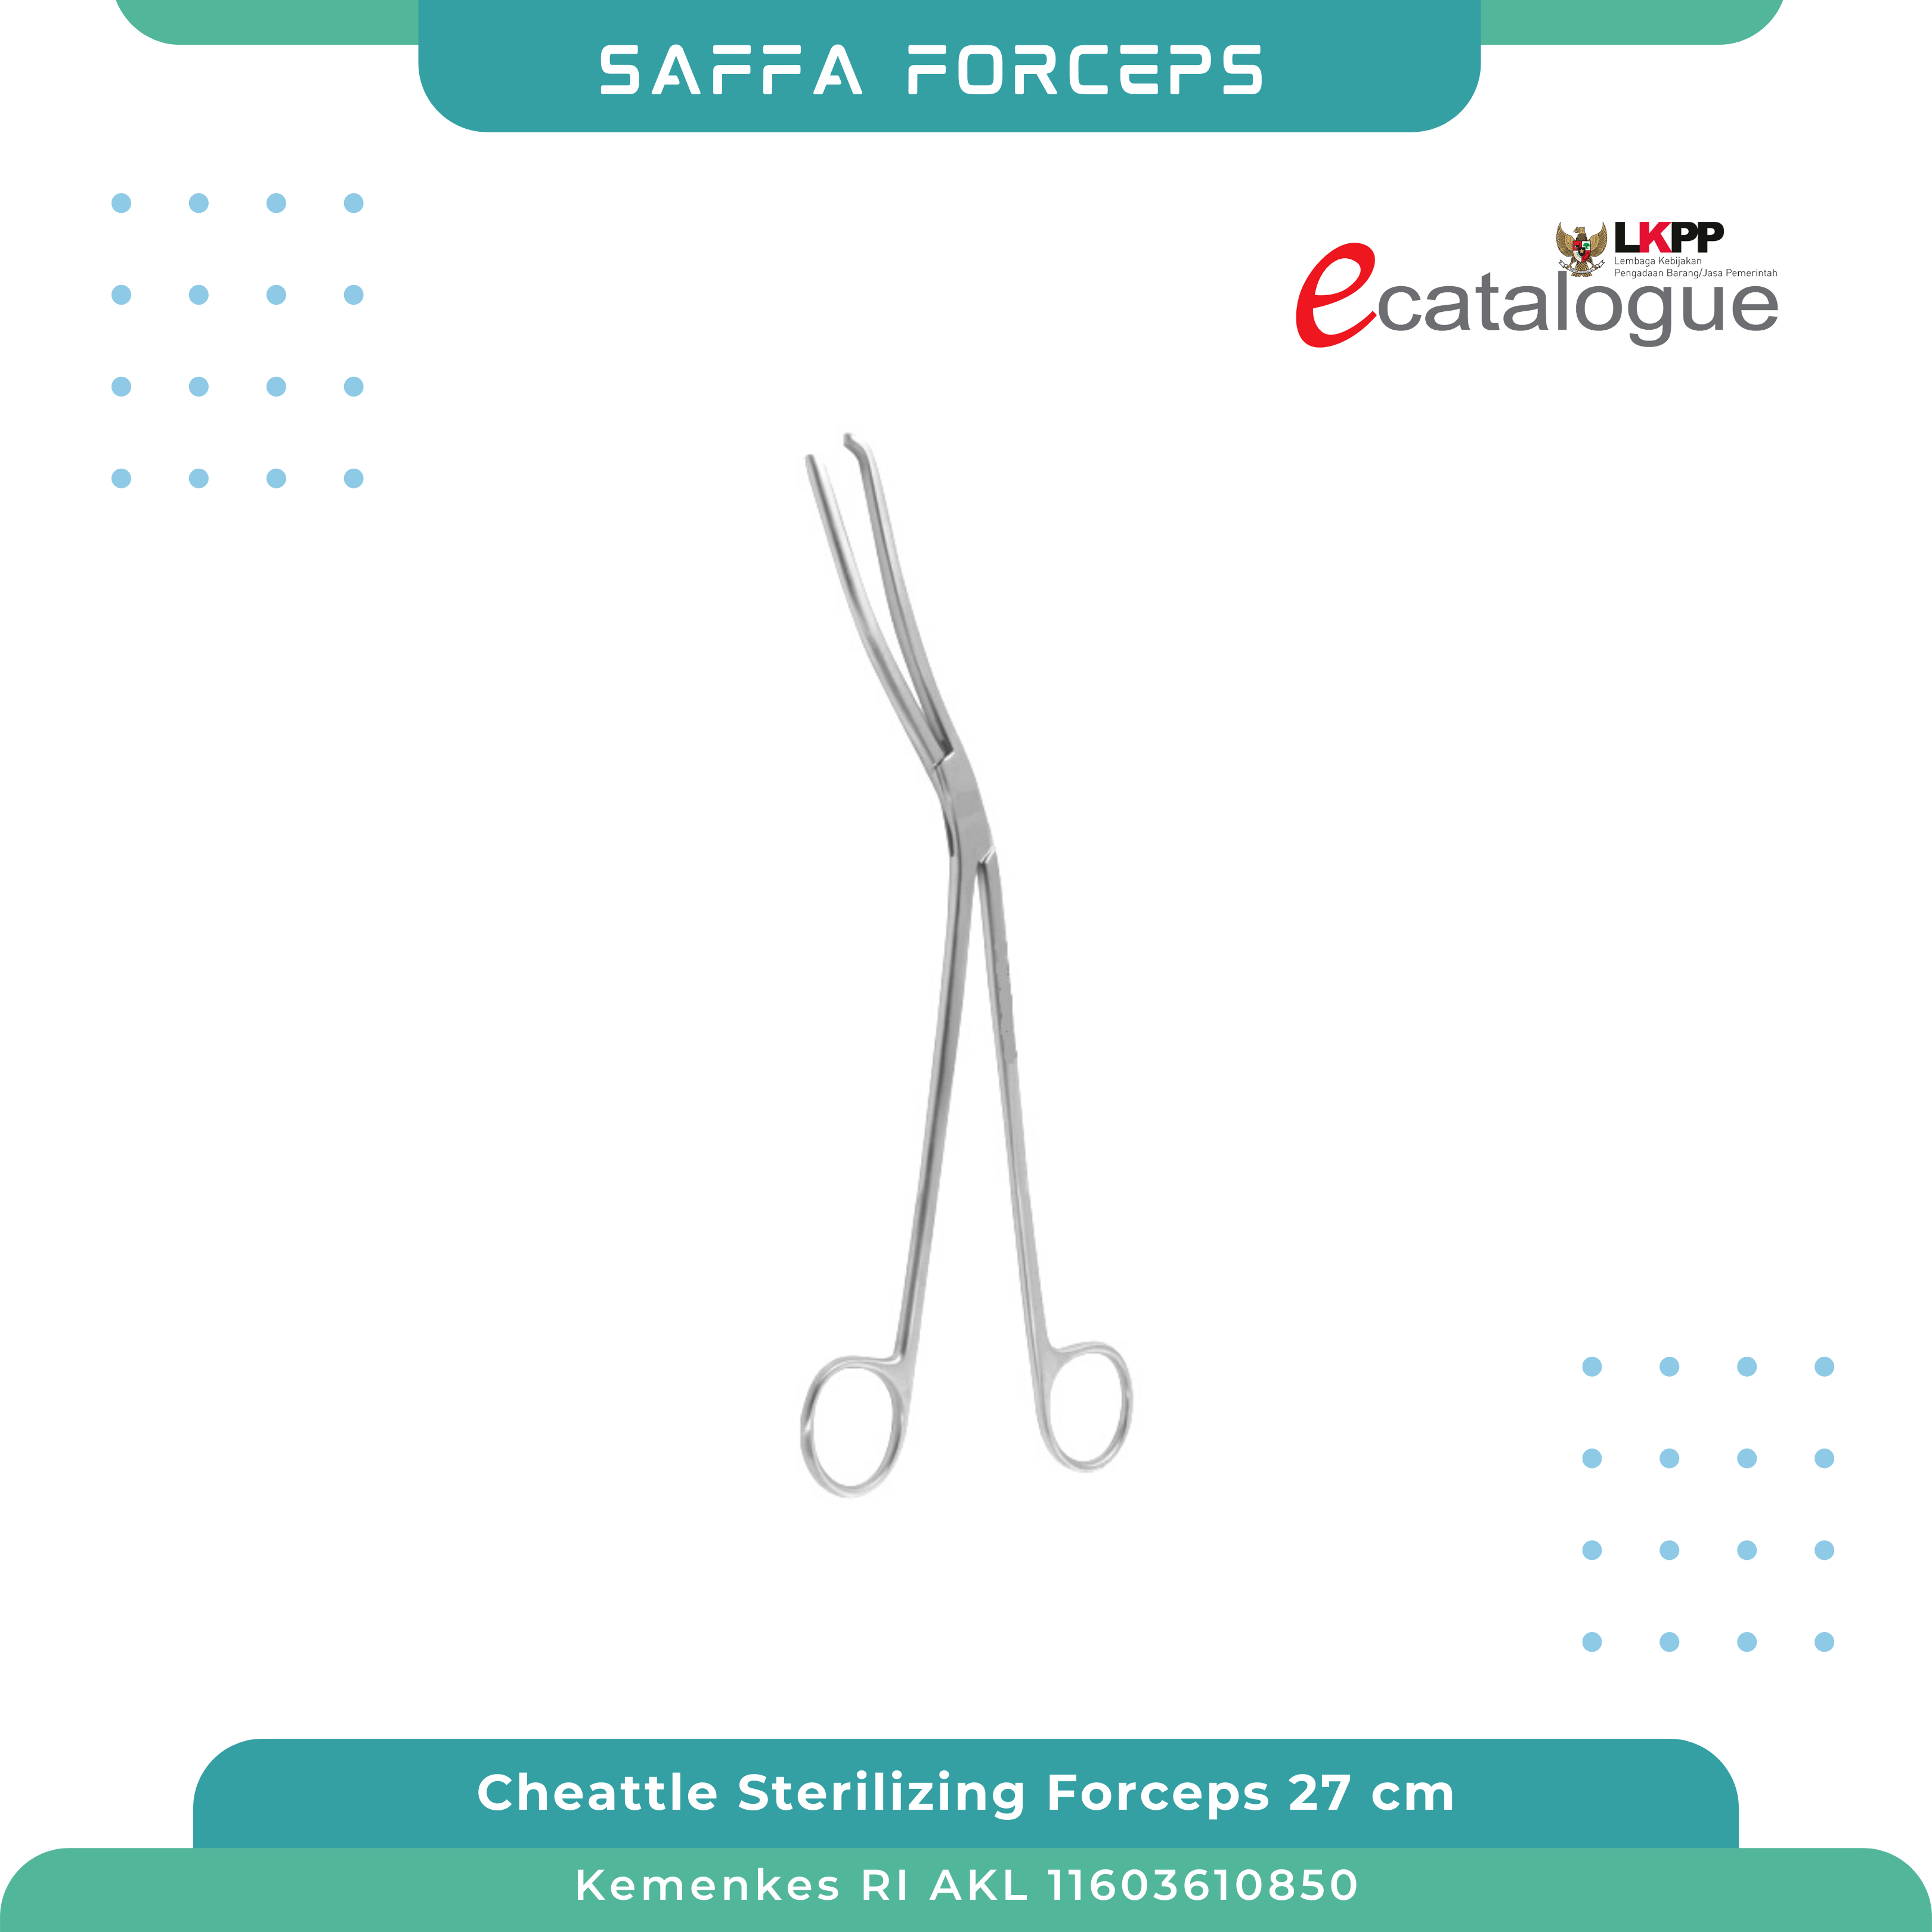 SAFFA FORCEPS
LKPP
Lembaga Kebijakan
Pengadaan Barang/Jasa Pemerintah
ecatalogue
Cheattle Sterilizing Forceps 27 cm
Kemenkes RI AKL 11603610850